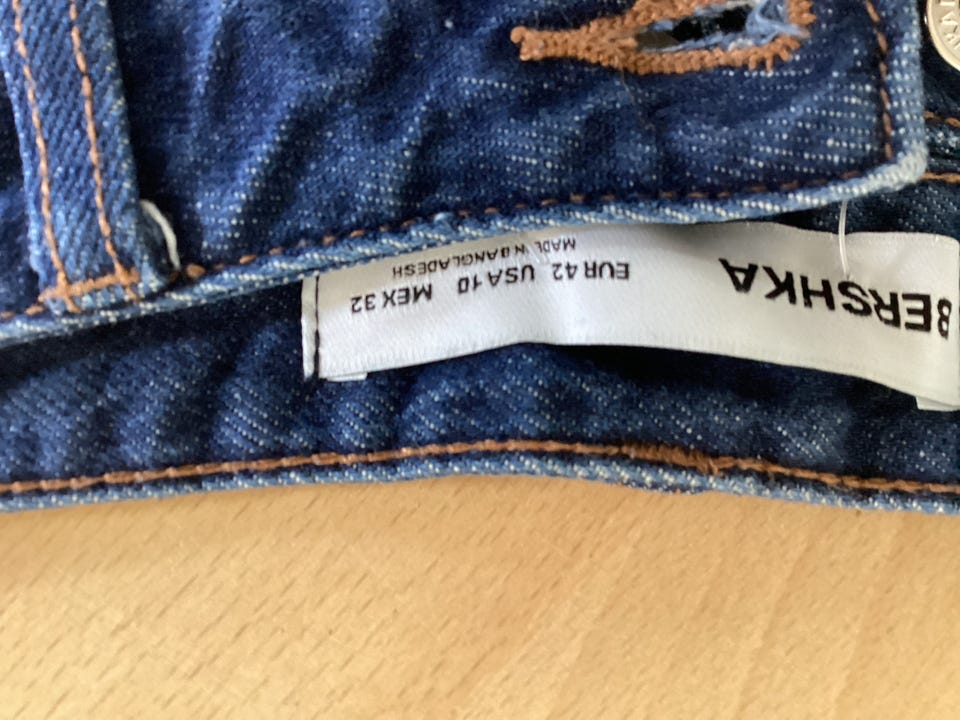 BERSHKA
EUR 42 USA 10 MEX 32
MADE IN BANGLADESH